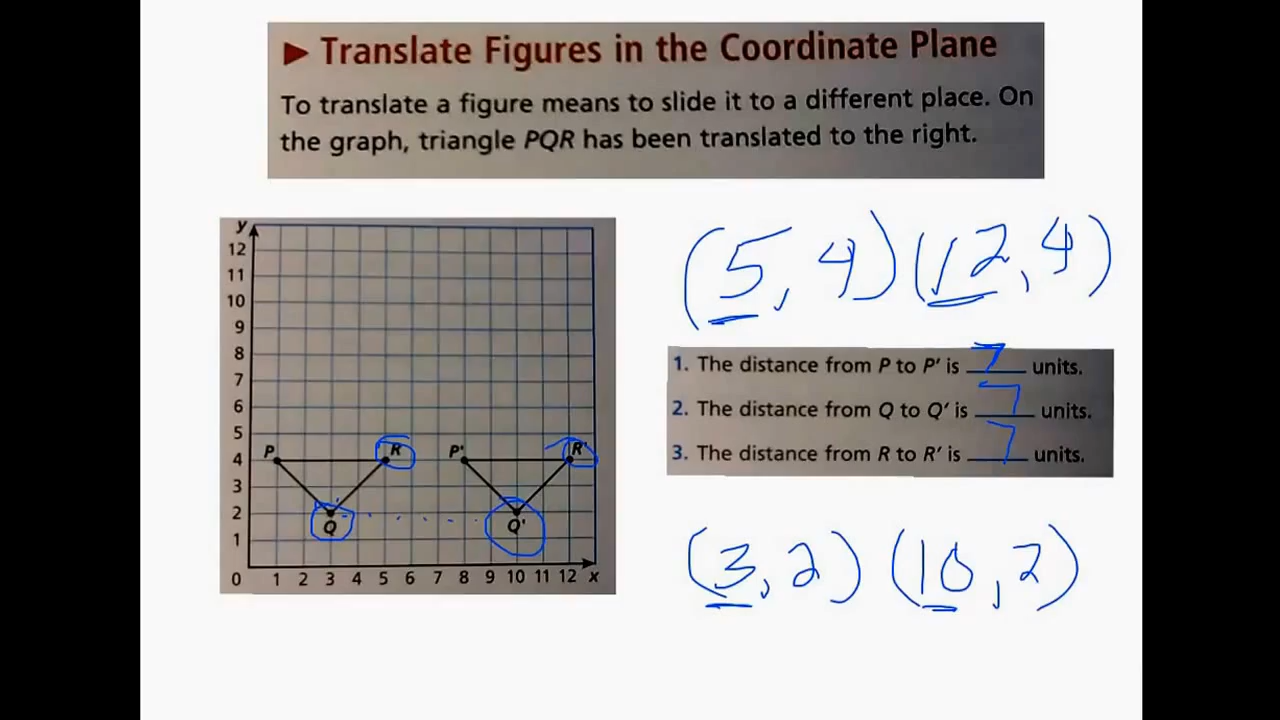 ► Translate Figures in the Coordinate Plane
To translate a figure means to slide it to a different place. On
the graph, triangle PQR has been translated to the right.
y
12
11
10
9
8
7
6
5
4
3
2
1
P
R
P'
R'
Q
Q'
0 1 2 3 4 5 6 7 8 9 10 11 12 x
(5, 4) (12, 4)
1. The distance from P to P' is 7 units.
2. The distance from Q to Q' is 7 units.
3. The distance from R to R' is 7 units.
(3, 2) (10, 2)